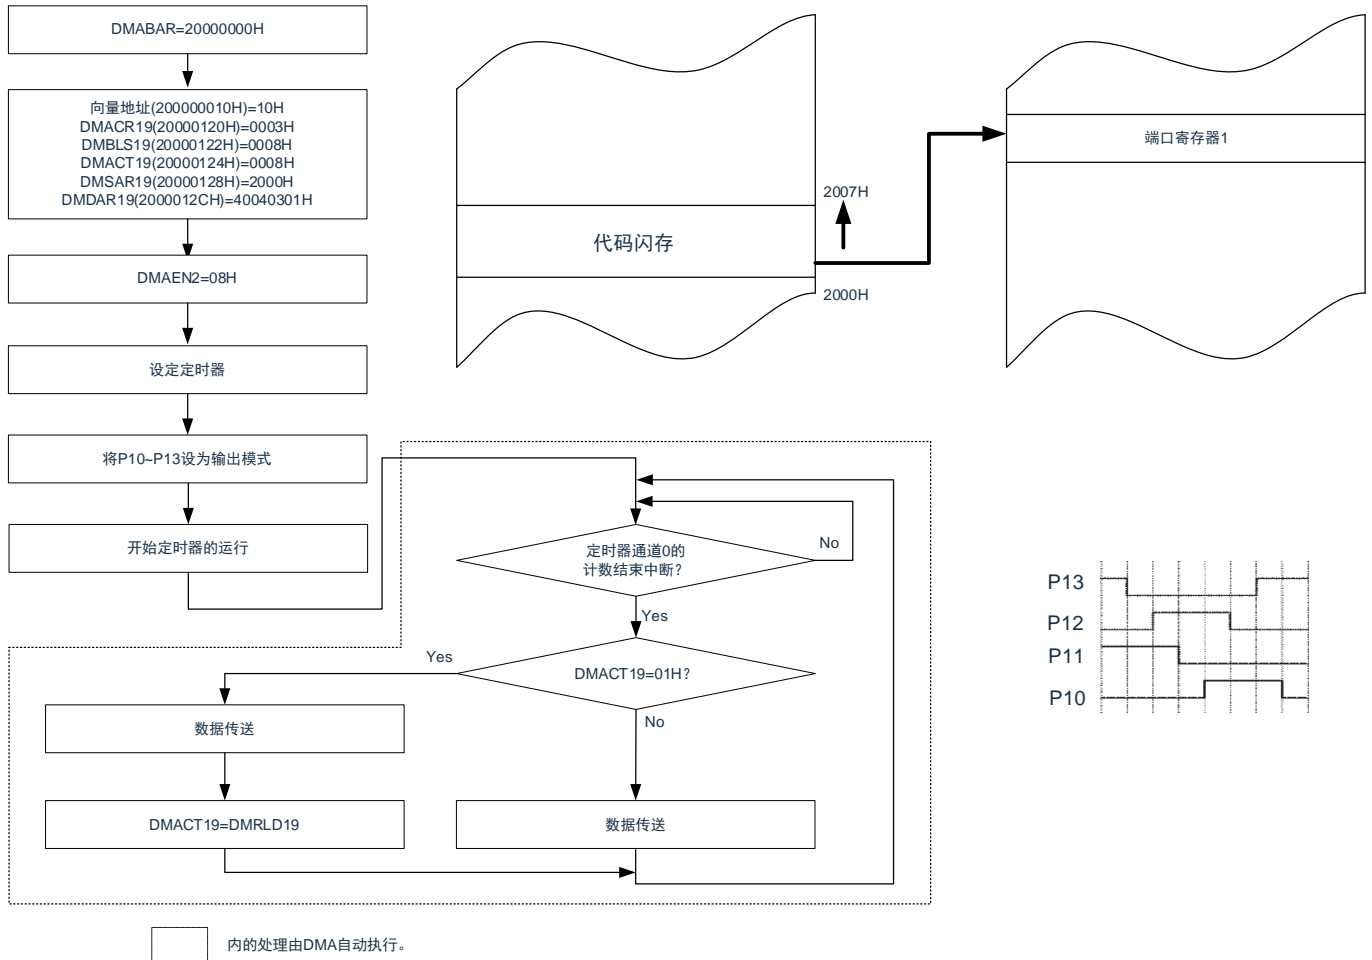 DMABAR=20000000H
向量地址(200000010H)=10H
DMACR19(20000120H)=0003H
DMBLS19(20000122H)=0008H
DMACT19(20000124H)=0008H
DMSAR19(20000128H)=2000H
DMDAR19(2000012CH)=40040301H
DMAEN2=08H
设定定时器
将P10~P13设为输出模式
开始定时器的运行
代码闪存
2007H
2000H
端口寄存器1
定时器通道0的
计数结束中断?
No
Yes
DMACT19=01H?
Yes
No
数据传送
DMACT19=DMRLD19
数据传送
P13
P12
P11
P10
内的处理由DMA自动执行。